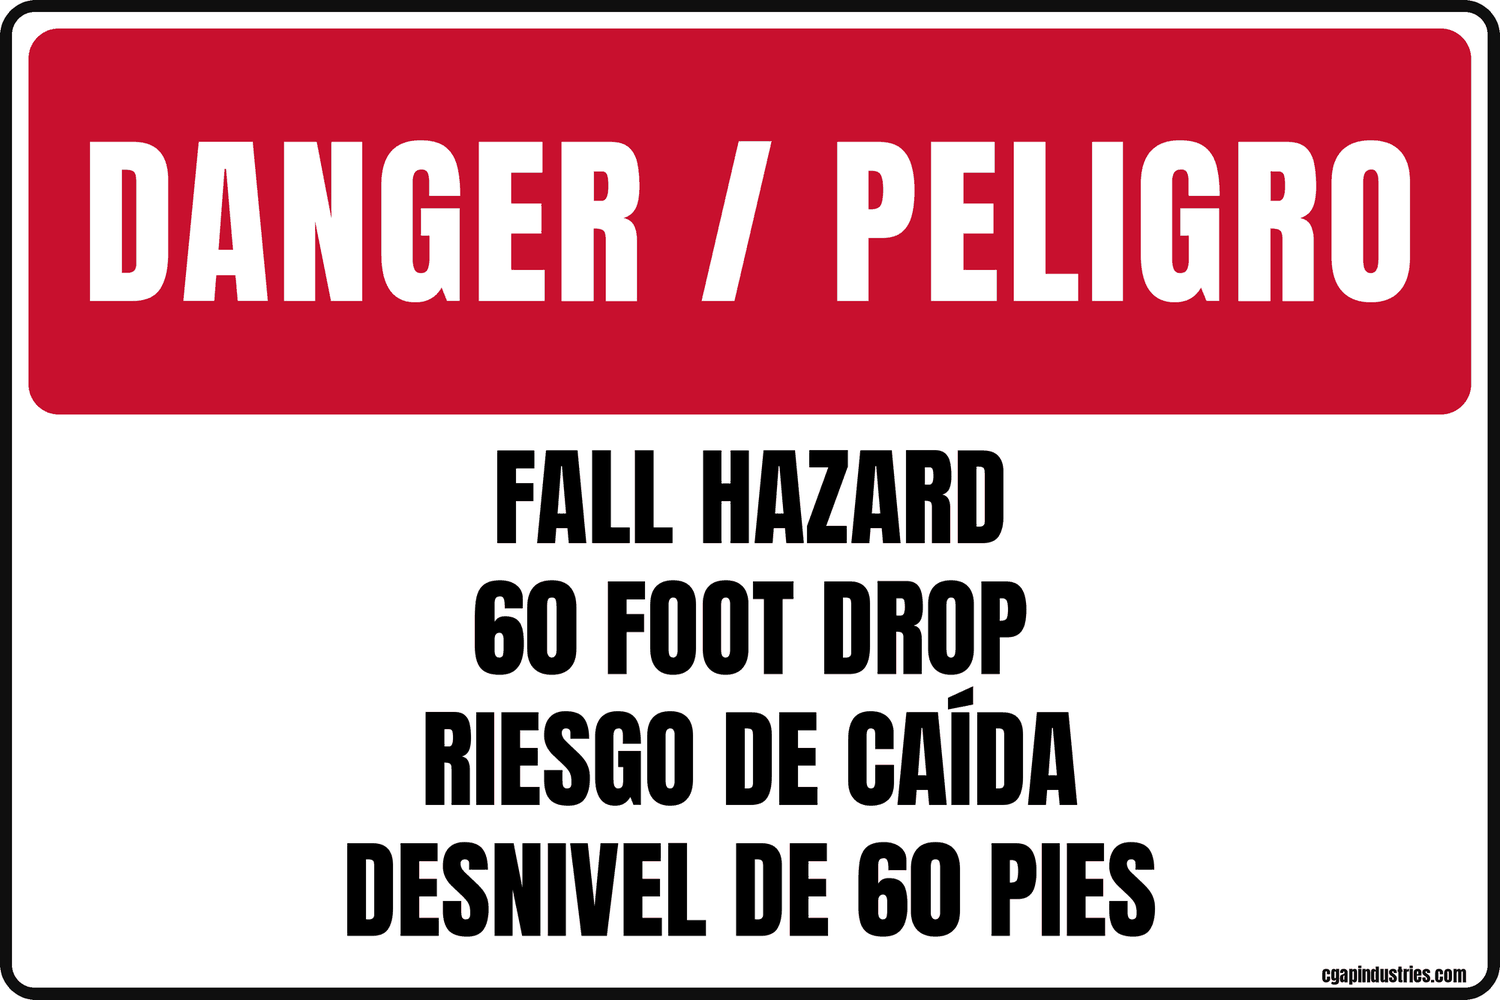 DANGER / PELIGRO
FALL HAZARD
60 FOOT DROP
RIESGO DE CAÍDA
DESNIVEL DE 60 PIES
cgapindustries.com